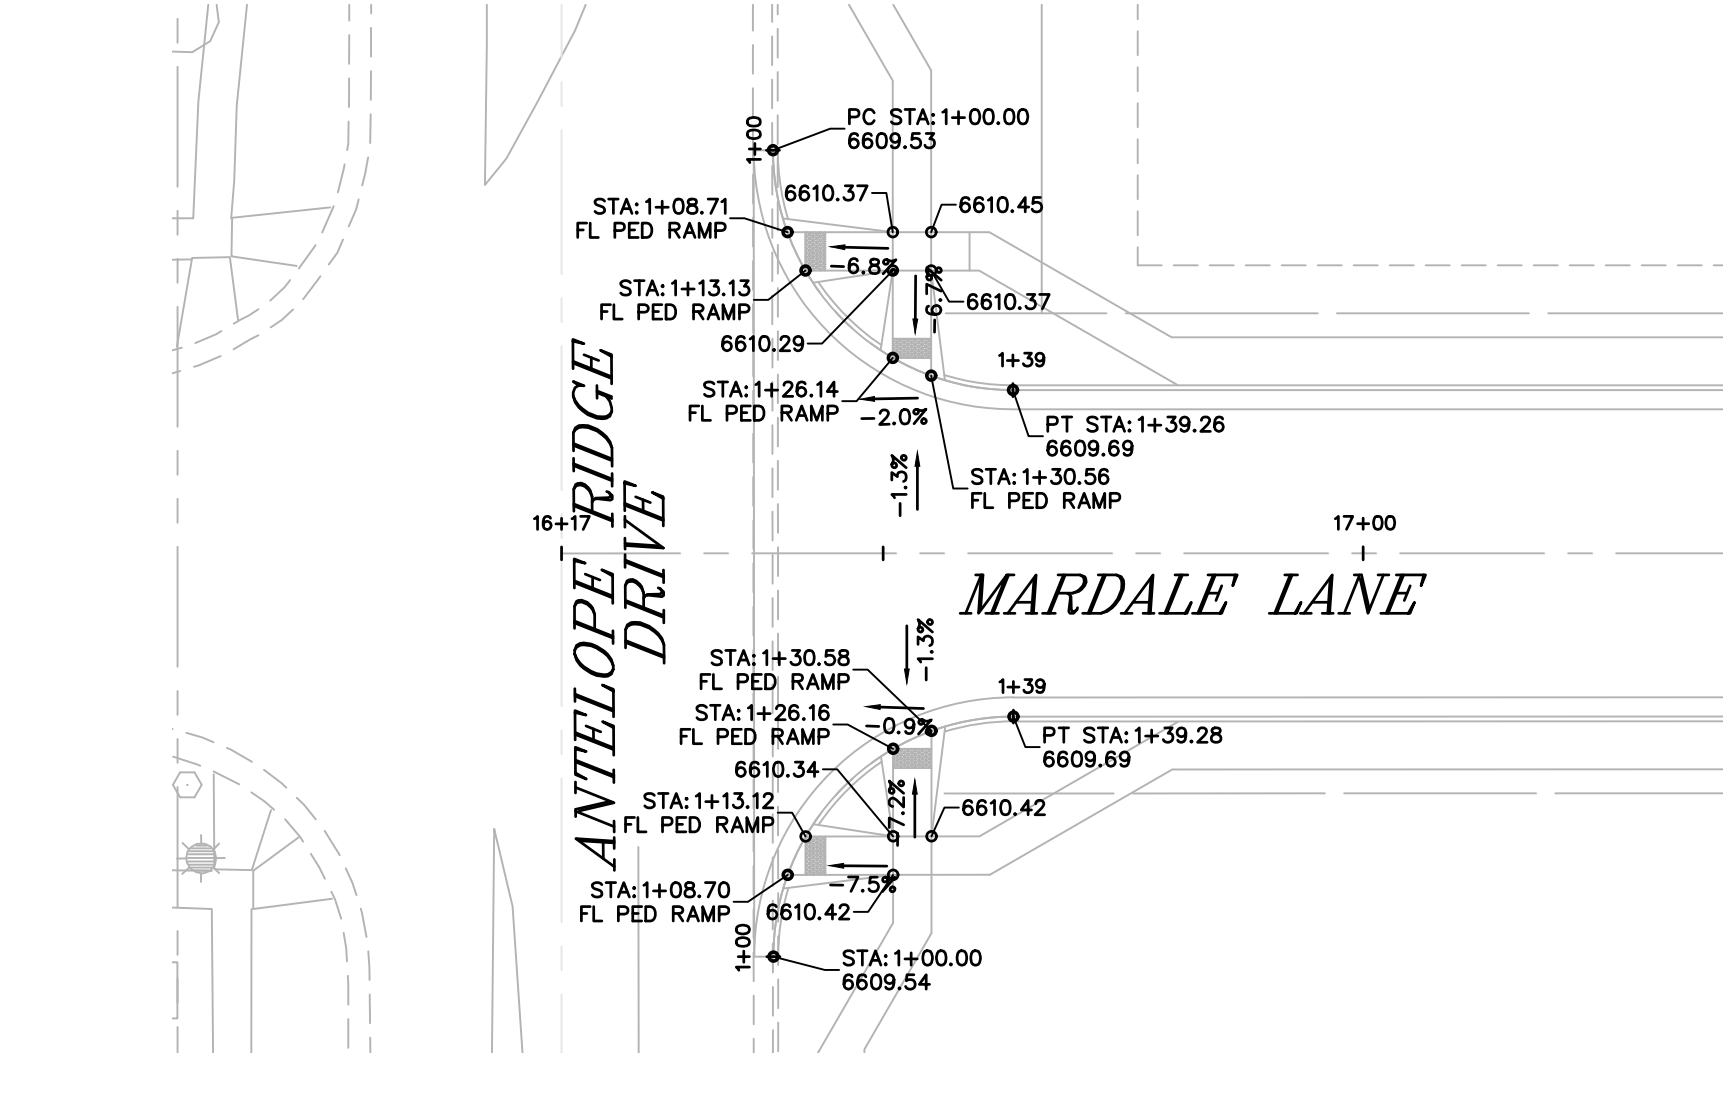 PC STA:1+00.00
6609.53
1+00
6610.37
6610.45
STA:1+08.71
FL PED RAMP
-6.8%
-6.7%
STA:1+13.13
FL PED RAMP
6610.37
6610.29
1+39
STA:1+26.14
FL PED RAMP
-2.0%
PT STA:1+39.26
6609.69
-1.3%
STA:1+30.56
FL PED RAMP
16+17
17+00
ANTELOPE RIDGE
DRIVE
MARDALE LANE
-1.3%
STA:1+30.58
FL PED RAMP
1+39
STA:1+26.16
FL PED RAMP
-0.9%
PT STA:1+39.28
6609.69
6610.34
STA:1+13.12
FL PED RAMP
-7.2%
6610.42
-7.5%
STA:1+08.70
FL PED RAMP
6610.42
1+00
STA:1+00.00
6609.54